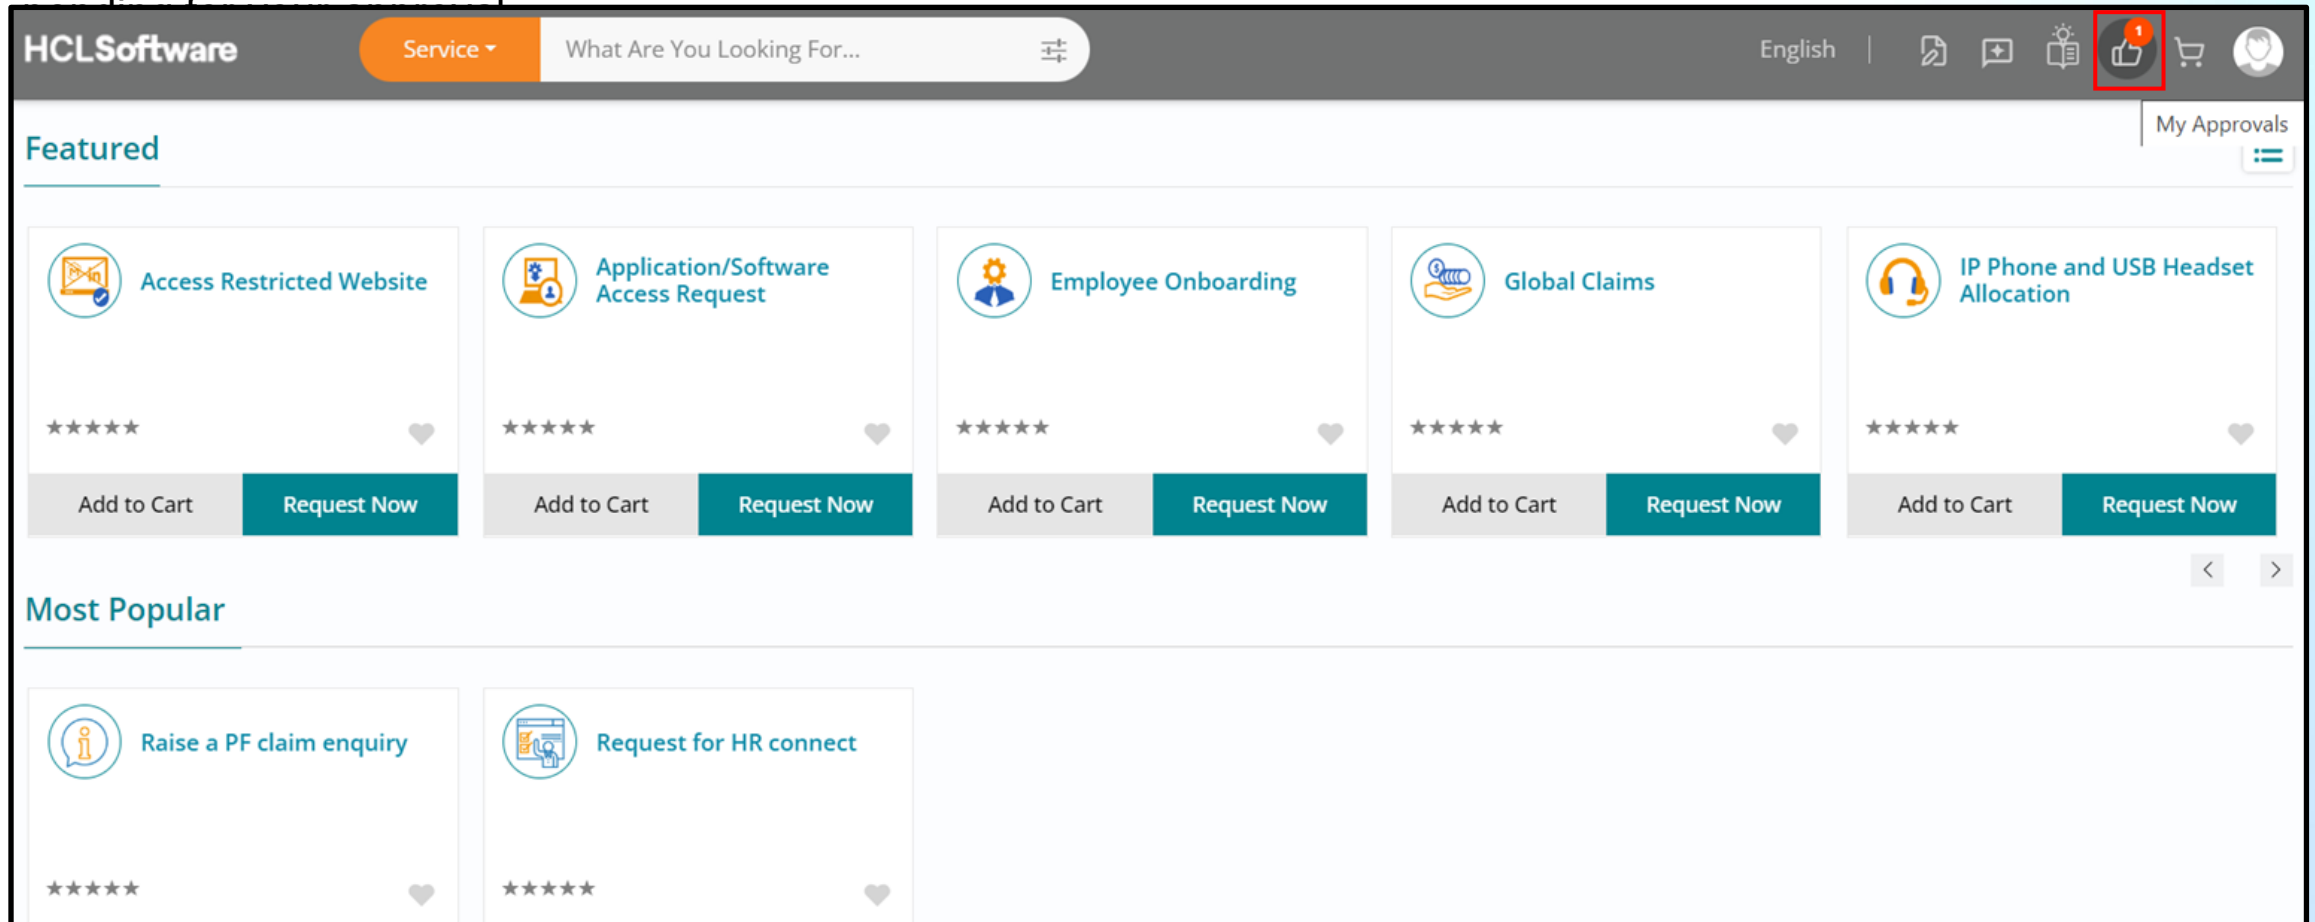 HCLSoftware
Service
What Are You Looking For...
English
1
My Approvals
Featured
Access Restricted Website
Application/Software
Access Request
Employee Onboarding
Global Claims
IP Phone and USB Headset
Allocation
Add to Cart
Request Now
Add to Cart
Request Now
Add to Cart
Request Now
Add to Cart
Request Now
Add to Cart
Request Now
Most Popular
Raise a PF claim enquiry
Request for HR connect